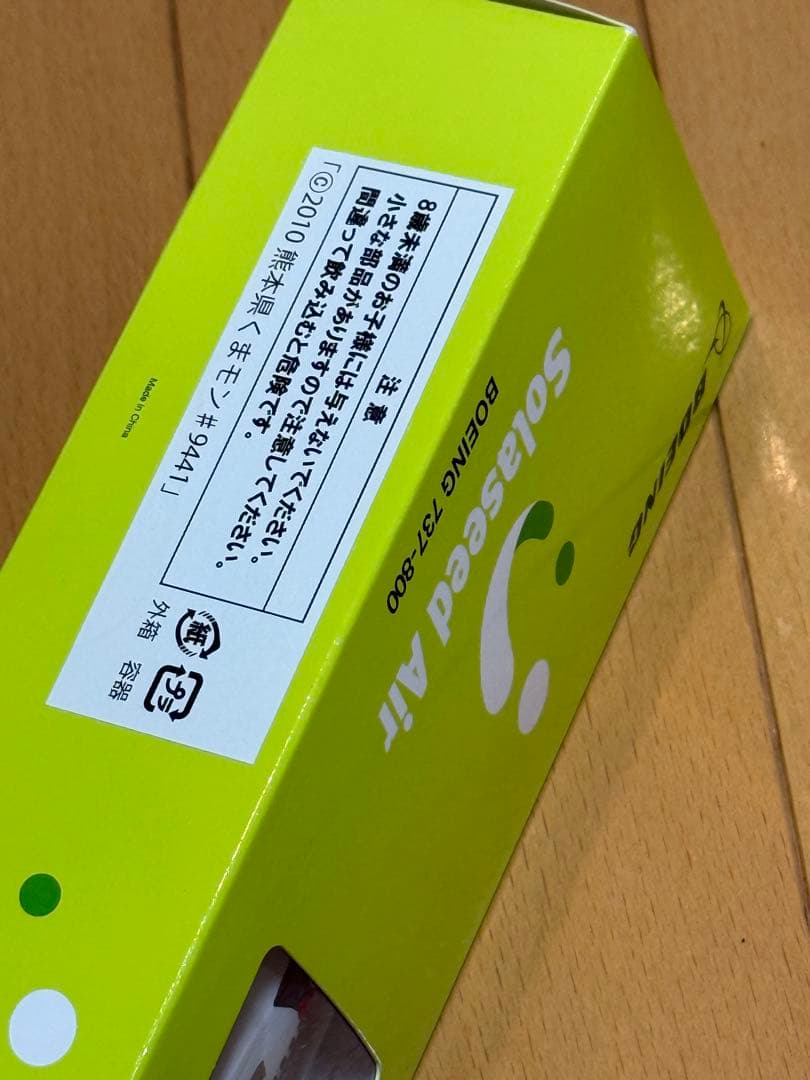 注意
8歳未満のお子様には与えないでください。
小さな部品がありますので注意してください。
間違って飲み込むと危険です。
「©2010 熊本県くまモン#9441」
紙
外箱
プラ
容器
Made in China
Solaseed Air
BOEING 737-800
BOEING